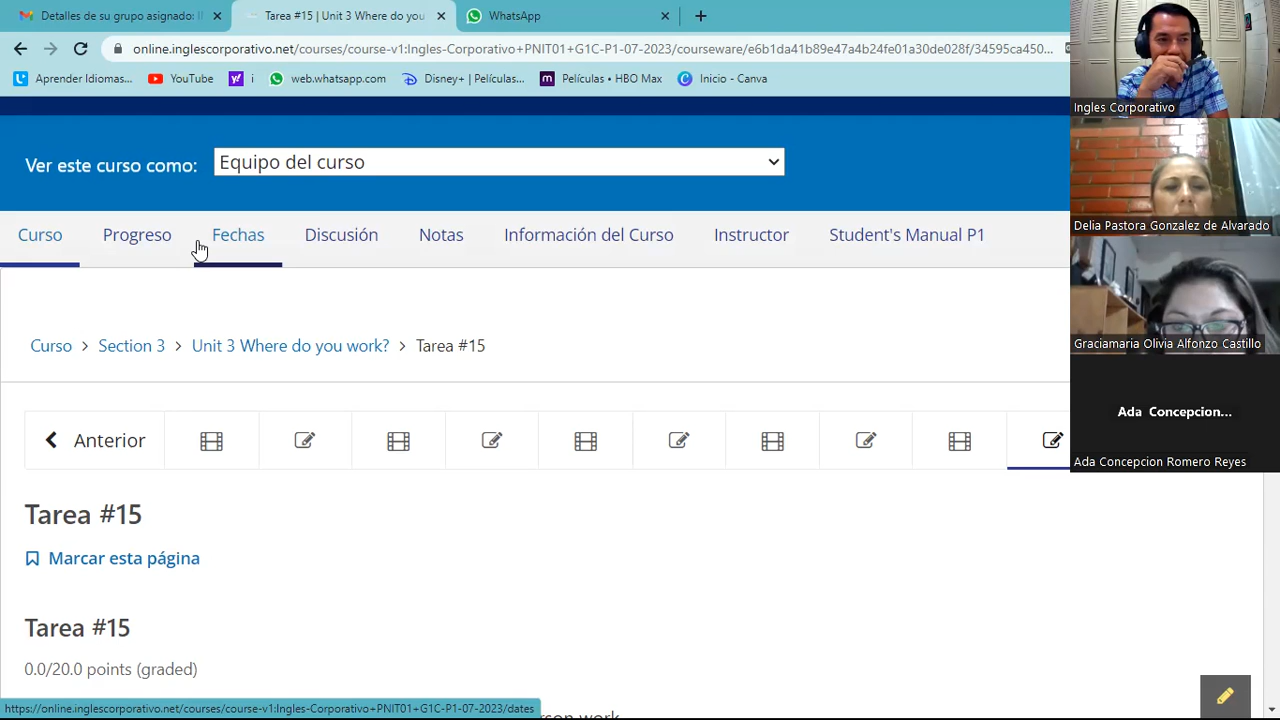 Detalles de su grupo asignado: I
Tarea #15 | Unit 3 Where do you
WhatsApp
online.inglescorporativo.net/courses/course-v1:Ingles-Corporativo+PNIT01+G1C-P1-07-2023/courseware/e6b1da41b89e47a4b24fe01a30de028f/34595ca450...
Aprender Idiomas...
YouTube
i
web.whatsapp.com
Disney+ | Películas...
Películas • HBO Max
Inicio - Canva
Ver este curso como:
Equipo del curso
Curso
Progreso
Fechas
Discusión
Notas
Información del Curso
Instructor
Student's Manual P1
Curso > Section 3 > Unit 3 Where do you work? > Tarea #15
Anterior
Tarea #15
Marcar esta página
Tarea #15
0.0/20.0 points (graded)
https://online.inglescorporativo.net/courses/course-v1:Ingles-Corporativo+PNIT01+G1C-P1-07-2023/dates
Ingles Corporativo
Delia Pastora Gonzalez de Alvarado
Graciamaria Olivia Alfonzo Castillo
Ada Concepcion...
Ada Concepcion Romero Reyes